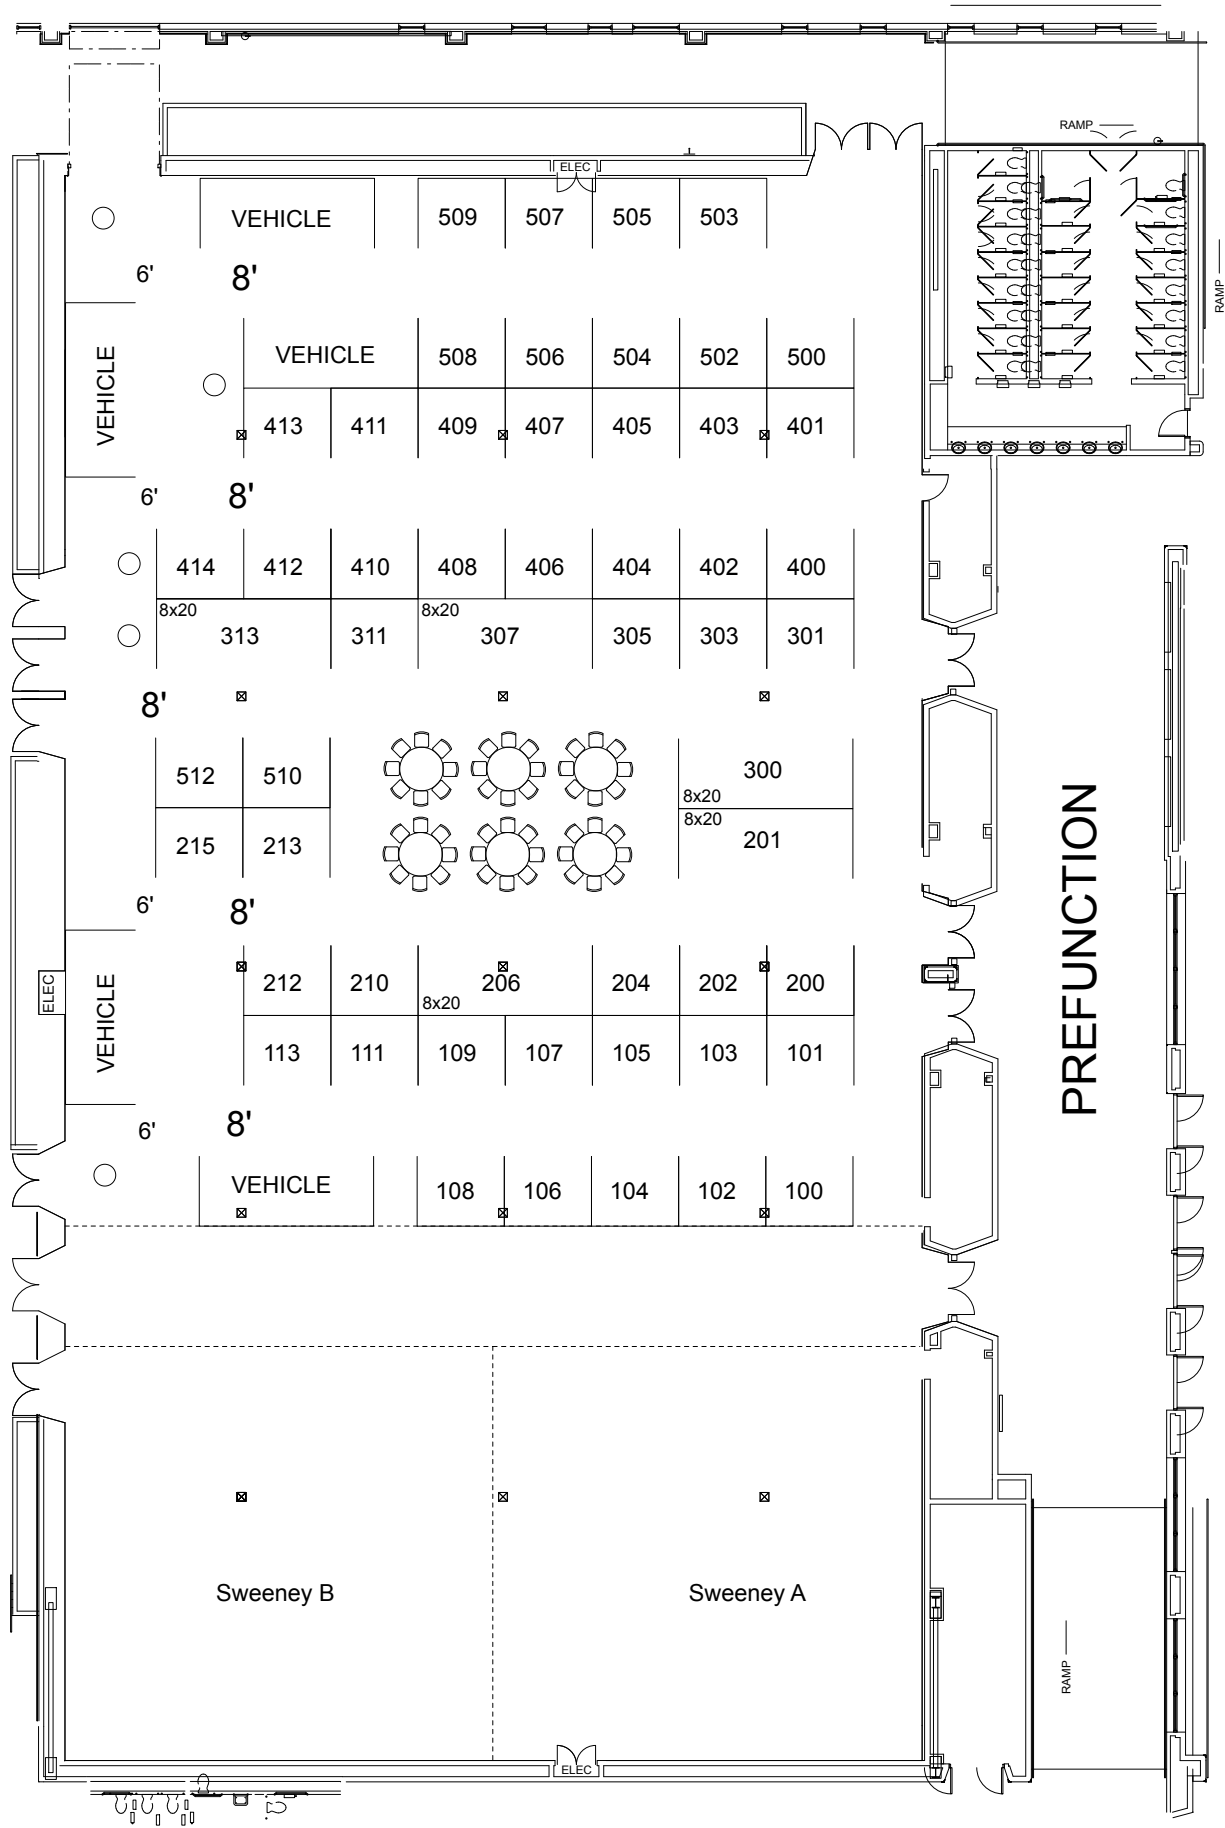 RAMP
ELEC
VEHICLE 509 507 505 503
6' 8'
RAMP
VEHICLE
VEHICLE 508 506 504 502 500
413 411 409 407 405 403 401
6' 8'
414 412 410 408 406 404 402 400
8x20 8x20
313 311 307 305 303 301
8'
512 510 300
8x20
8x20
215 213 201
PREFUNCTION
6' 8'
ELEC
VEHICLE
212 210 206 204 202 200
8x20
113 111 109 107 105 103 101
6' 8'
VEHICLE 108 106 104 102 100
Sweeney B Sweeney A
RAMP
ELEC